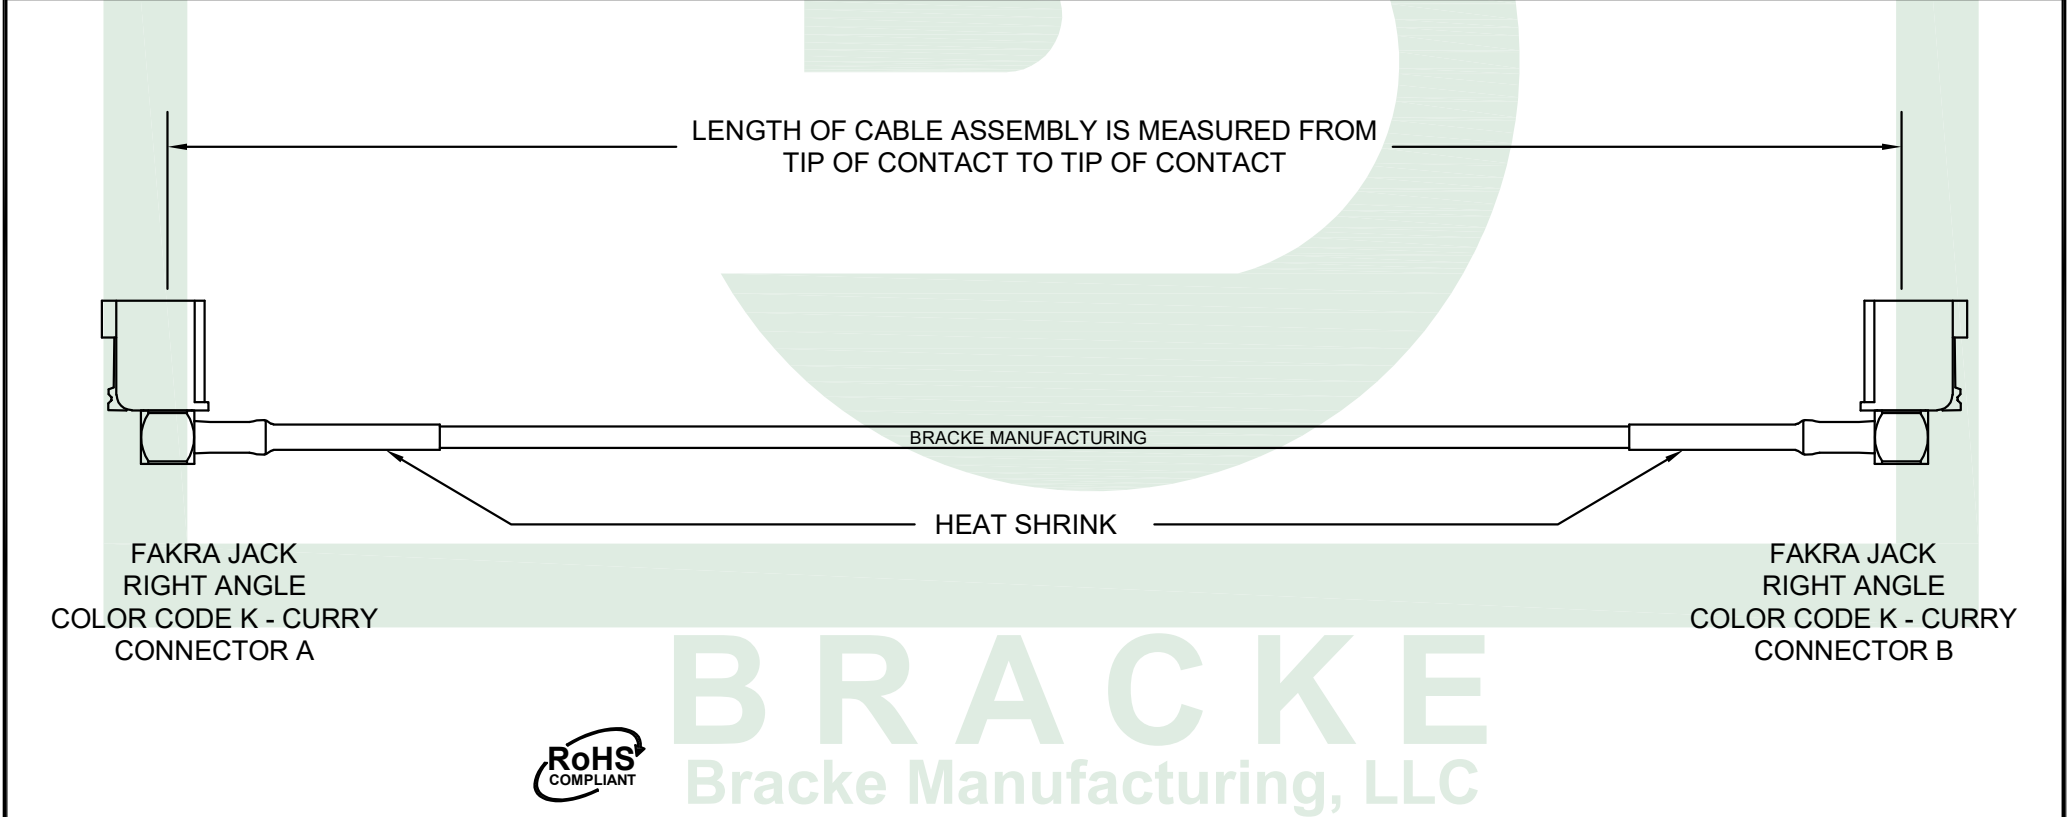 LENGTH OF CABLE ASSEMBLY IS MEASURED FROM
TIP OF CONTACT TO TIP OF CONTACT
BRACKE MANUFACTURING
HEAT SHRINK
FAKRA JACK
RIGHT ANGLE
COLOR CODE K - CURRY
CONNECTOR A
FAKRA JACK
RIGHT ANGLE
COLOR CODE K - CURRY
CONNECTOR B
BRACKE
Bracke Manufacturing, LLC
RoHS
COMPLIANT